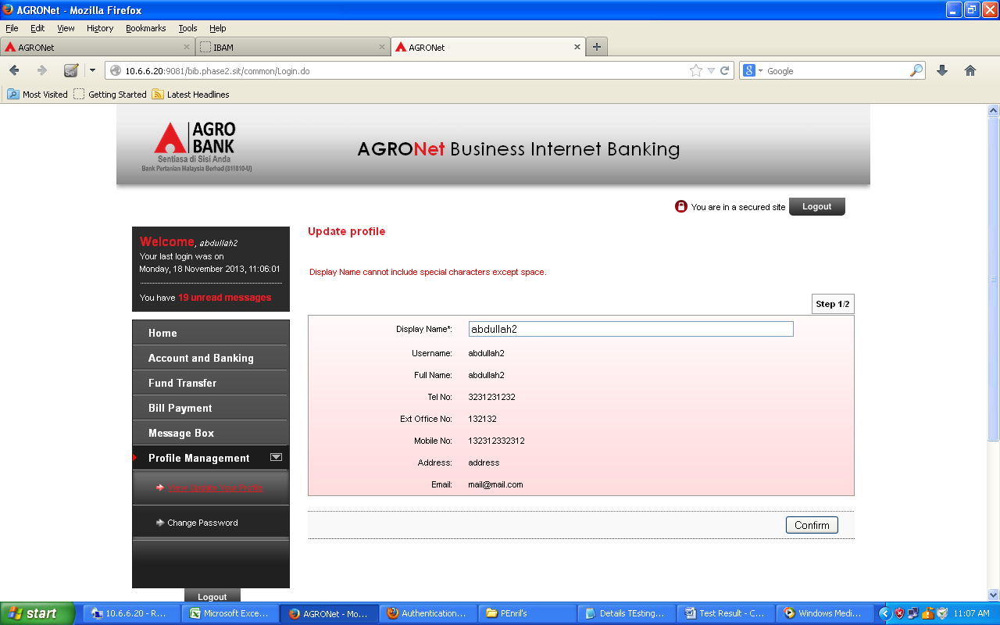 AGRONet - Mozilla Firefox
File Edit View History Bookmarks Tools Help
AGRONet
IBAM
AGRONet
10.6.6.20:9081/bib.phase2.sit/common/Login.do
Google
Most Visited Getting Started Latest Headlines
AGRO
BANK
Sentiasa di Sisi Anda
Bank Pertanian Malaysia Berhad (811810-U)
AGRONet Business Internet Banking
You are in a secured site
Logout
Welcome, abdullah2
Your last login was on
Monday, 18 November 2013, 11:06:01
You have 19 unread messages
Home
Account and Banking
Fund Transfer
Bill Payment
Message Box
Profile Management
Change Password
Logout
Update profile
Display Name cannot include special characters except space.
Step 1/2
Display Name*: abdullah2
Username: abdullah2
Full Name: abdullah2
Tel No: 3231231232
Ext Office No: 132132
Mobile No: 132312332312
Address: address
Email: mail@mail.com
Confirm
start
10.6.6.20 - R...
Microsoft Exce...
AGRONet - Mo...
Authentication...
PEnril's
Details TEsting...
Test Result - C...
Windows Medi...
11:07 AM